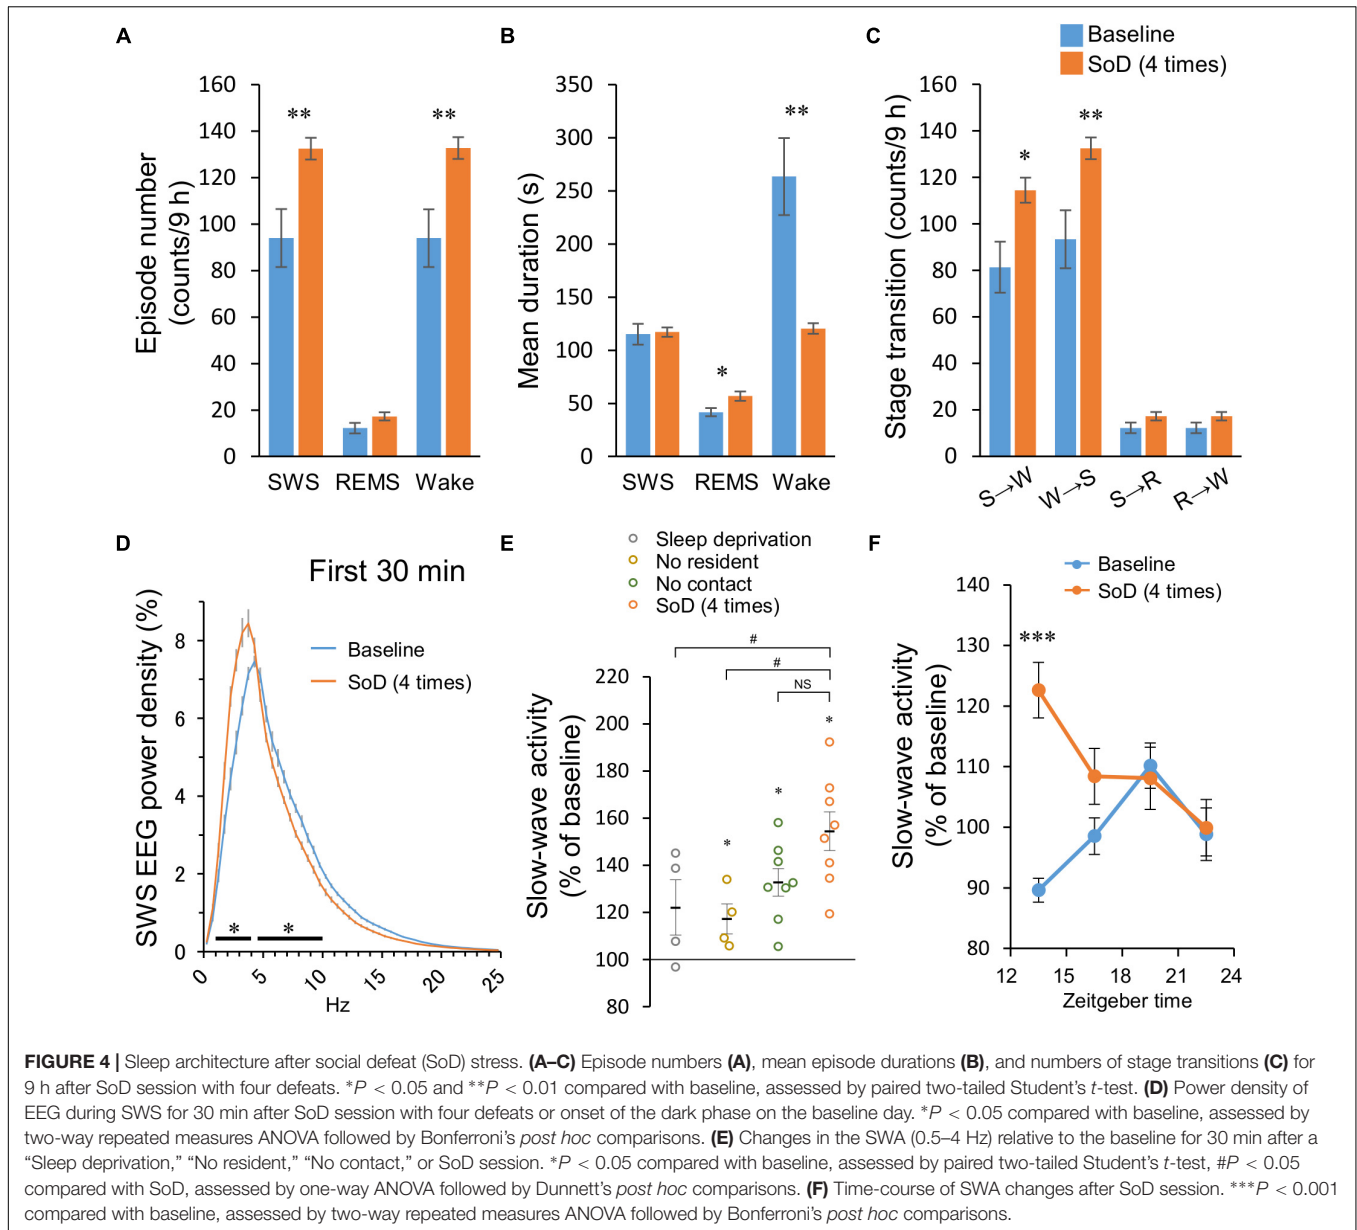 A
B
C
Baseline
SoD (4 times)
Episode number
(counts/9 h)
160
140
120
100
80
60
40
20
0
**
**
SWS REMS Wake
Mean duration (s)
350
300
250
200
150
100
50
0
*
**
SWS REMS Wake
Stage transition (counts/9 h)
160
140
120
100
80
60
40
20
0
*
**
S→W
W→S
S→R
R→W
D
First 30 min
SWS EEG power density (%)
8
6
4
2
0
Baseline
SoD (4 times)
*
*
0 5 10 15 20 25
Hz
E
Sleep deprivation
No resident
No contact
SoD (4 times)
Slow-wave activity
(% of baseline)
220
200
180
160
140
120
100
80
#
#
NS
*
*
*
F
Baseline
SoD (4 times)
Slow-wave activity
(% of baseline)
140
130
120
110
100
90
80
***
12 15 18 21 24
Zeitgeber time
FIGURE 4 | Sleep architecture after social defeat (SoD) stress. (A–C) Episode numbers (A), mean episode durations (B), and numbers of stage transitions (C) for
9 h after SoD session with four defeats. *P < 0.05 and **P < 0.01 compared with baseline, assessed by paired two-tailed Student's t-test. (D) Power density of
EEG during SWS for 30 min after SoD session with four defeats or onset of the dark phase on the baseline day. *P < 0.05 compared with baseline, assessed by
two-way repeated measures ANOVA followed by Bonferroni's post hoc comparisons. (E) Changes in the SWA (0.5–4 Hz) relative to the baseline for 30 min after a
“Sleep deprivation,” “No resident,” “No contact,” or SoD session. *P < 0.05 compared with baseline, assessed by paired two-tailed Student's t-test, #P < 0.05
compared with SoD, assessed by one-way ANOVA followed by Dunnett's post hoc comparisons. (F) Time-course of SWA changes after SoD session. ***P < 0.001
compared with baseline, assessed by two-way repeated measures ANOVA followed by Bonferroni's post hoc comparisons.